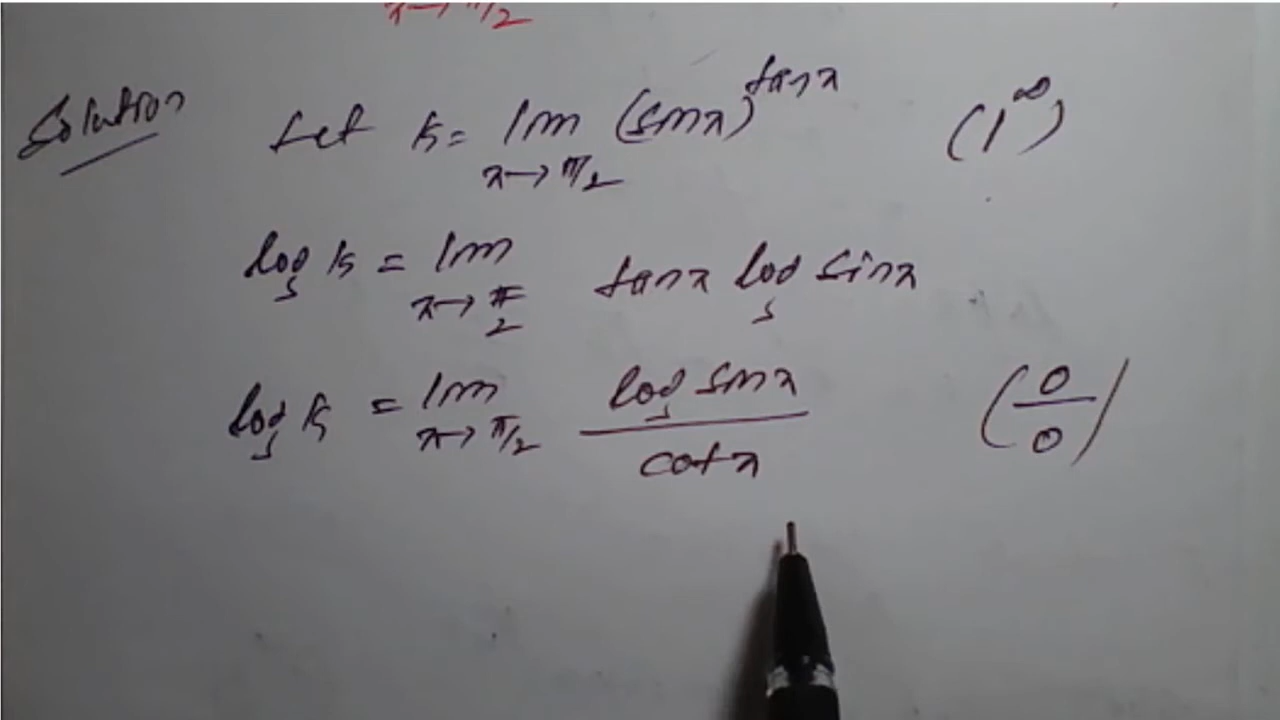 x→π/2
Solution Let k = lim x→π/2 (sinx)^tanx (1^∞)
log k = lim x→π/2 tanx log sinx
log k = lim x→π/2 log sinx / cotx (0/0)